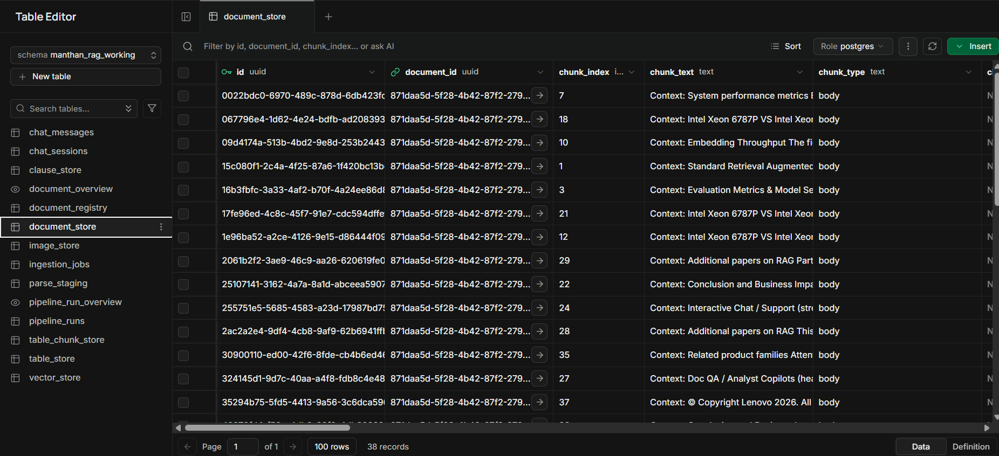 Table Editor
document_store
schema manthan_rag_working
New table
Search tables...
chat_messages
chat_sessions
clause_store
document_overview
document_registry
document_store
image_store
ingestion_jobs
parse_staging
pipeline_run_overview
pipeline_runs
table_chunk_store
table_store
vector_store
Filter by id, document_id, chunk_index... or ask AI
Sort
Role postgres
Insert
id uuid document_id uuid chunk_index i... chunk_text text chunk_type text
0022bdc0-6970-489c-878d-6db423fc 871daa5d-5f28-4b42-87f2-279... 7 Context: System performance metrics body
067796e4-1d62-4e24-bdfb-ad208393 871daa5d-5f28-4b42-87f2-279... 18 Context: Intel Xeon 6787P VS Intel Xeon body
09d4174a-513b-4bd2-9e8d-253b2443 871daa5d-5f28-4b42-87f2-279... 10 Context: Embedding Throughput The fi body
15c080f1-2c4a-4f25-87a6-1f420bc13b 871daa5d-5f28-4b42-87f2-279... 1 Context: Standard Retrieval Augmented body
16b3fbfc-3a33-4af2-b70f-4a24ee86d8 871daa5d-5f28-4b42-87f2-279... 3 Context: Evaluation Metrics & Model Se body
17fe96ed-4c8c-45f7-91e7-cdc594dffe 871daa5d-5f28-4b42-87f2-279... 21 Context: Intel Xeon 6787P VS Intel Xeon body
1e96ba52-a2ce-4126-9e15-d86444f09 871daa5d-5f28-4b42-87f2-279... 12 Context: Intel Xeon 6787P VS Intel Xeon body
2061b2f2-3ae9-46c9-aa26-620619fe0 871daa5d-5f28-4b42-87f2-279... 29 Context: Additional papers on RAG Part body
25107141-3162-4a7a-8a1d-abceea5907 871daa5d-5f28-4b42-87f2-279... 22 Context: Conclusion and Business Impa body
255751e5-5685-4583-a23d-17987bd75 871daa5d-5f28-4b42-87f2-279... 24 Context: Interactive Chat / Support (stre body
2ac2a2e4-9df4-4cb8-9af9-62b6941ff 871daa5d-5f28-4b42-87f2-279... 28 Context: Additional papers on RAG This body
30900110-ed00-42f6-8fde-cb4b6ed46 871daa5d-5f28-4b42-87f2-279... 35 Context: Related product families Atten body
324145d1-9d7c-40aa-a4f8-fdb8c4e48 871daa5d-5f28-4b42-87f2-279... 27 Context: Doc QA / Analyst Copilots (hea body
35294b75-5fd5-4413-9a56-3c6dca59 871daa5d-5f28-4b42-87f2-279... 37 Context: © Copyright Lenovo 2026. All body
Page 1 of 1 100 rows 38 records
Data Definition